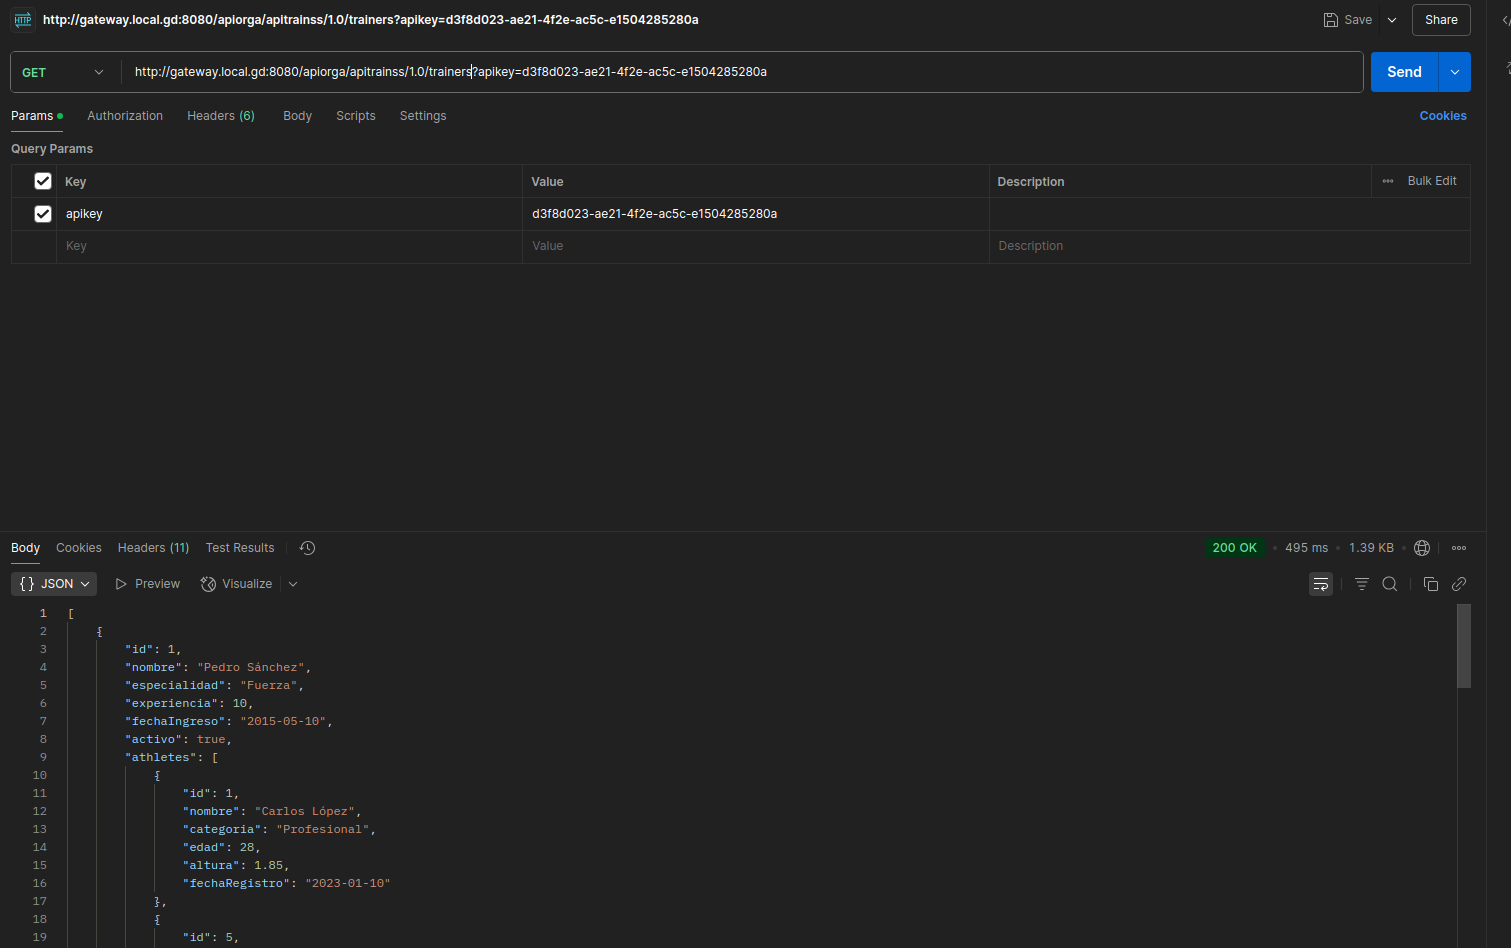 HTTP http://gateway.local.gd:8080/apiorga/apitrainss/1.0/trainers?apikey=d3f8d023-ae21-4f2e-ac5c-e1504285280a Save Share
GET http://gateway.local.gd:8080/apiorga/apitrainss/1.0/trainers?apikey=d3f8d023-ae21-4f2e-ac5c-e1504285280a Send
Params Authorization Headers (6) Body Scripts Settings Cookies
Query Params
Key Value Description Bulk Edit
apikey d3f8d023-ae21-4f2e-ac5c-e1504285280a
Key Value Description
Body Cookies Headers (11) Test Results 200 OK • 495 ms • 1.39 KB
{} JSON Preview Visualize
1 [
2 {
3 "id": 1,
4 "nombre": "Pedro Sánchez",
5 "especialidad": "Fuerza",
6 "experiencia": 10,
7 "fechaIngreso": "2015-05-10",
8 "activo": true,
9 "athletes": [
10 {
11 "id": 1,
12 "nombre": "Carlos López",
13 "categoria": "Profesional",
14 "edad": 28,
15 "altura": 1.85,
16 "fechaRegistro": "2023-01-10"
17 },
18 {
19 "id": 5,